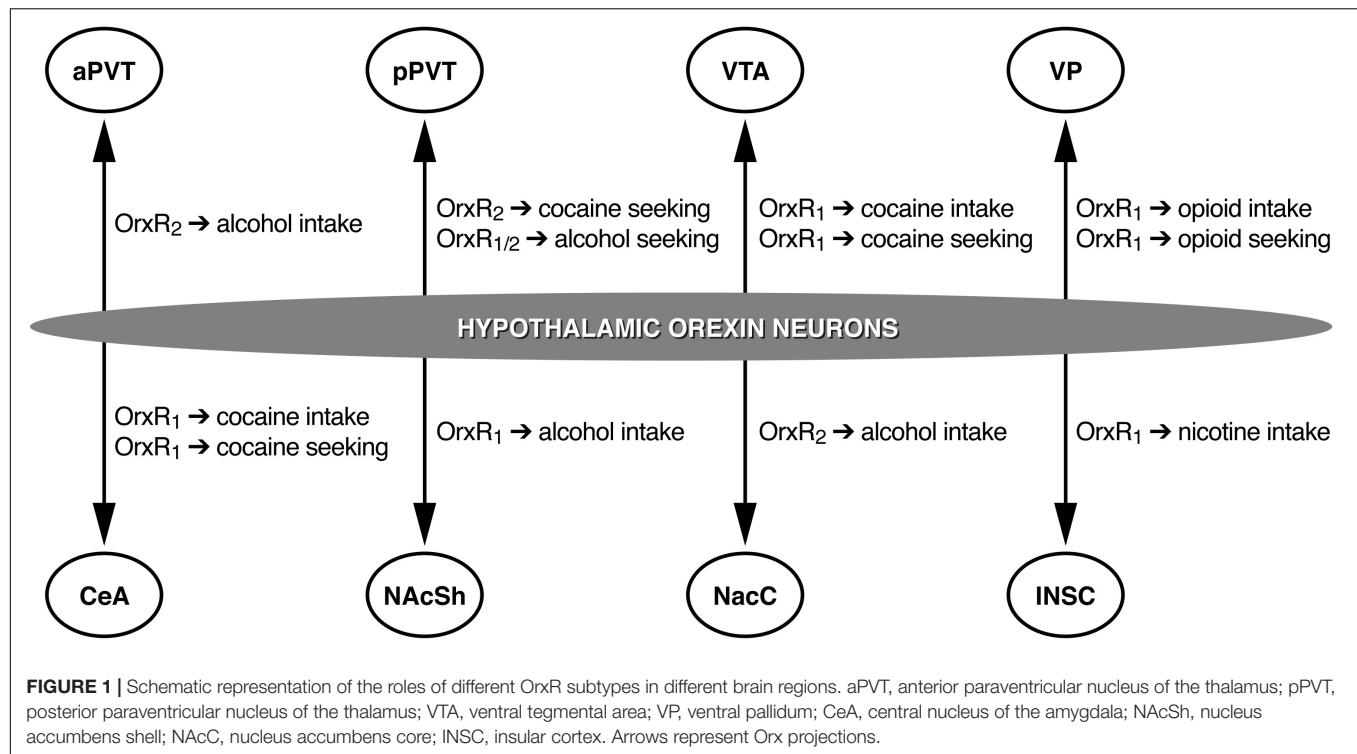 aPVT
pPVT
VTA
VP
OrxR₂ ➔ alcohol intake
OrxR₂ ➔ cocaine seeking
OrxR₁/₂ ➔ alcohol seeking
OrxR₁ ➔ cocaine intake
OrxR₁ ➔ cocaine seeking
OrxR₁ ➔ opioid intake
OrxR₁ ➔ opioid seeking
HYPOTHALAMIC OREXIN NEURONS
OrxR₁ ➔ cocaine intake
OrxR₁ ➔ cocaine seeking
OrxR₁ ➔ alcohol intake
OrxR₂ ➔ alcohol intake
OrxR₁ ➔ nicotine intake
CeA
NAcSh
NacC
INSC
FIGURE 1 | Schematic representation of the roles of different OrxR subtypes in different brain regions. aPVT, anterior paraventricular nucleus of the thalamus; pPVT,
posterior paraventricular nucleus of the thalamus; VTA, ventral tegmental area; VP, ventral pallidum; CeA, central nucleus of the amygdala; NAcSh, nucleus
accumbens shell; NAcC, nucleus accumbens core; INSC, insular cortex. Arrows represent Orx projections.